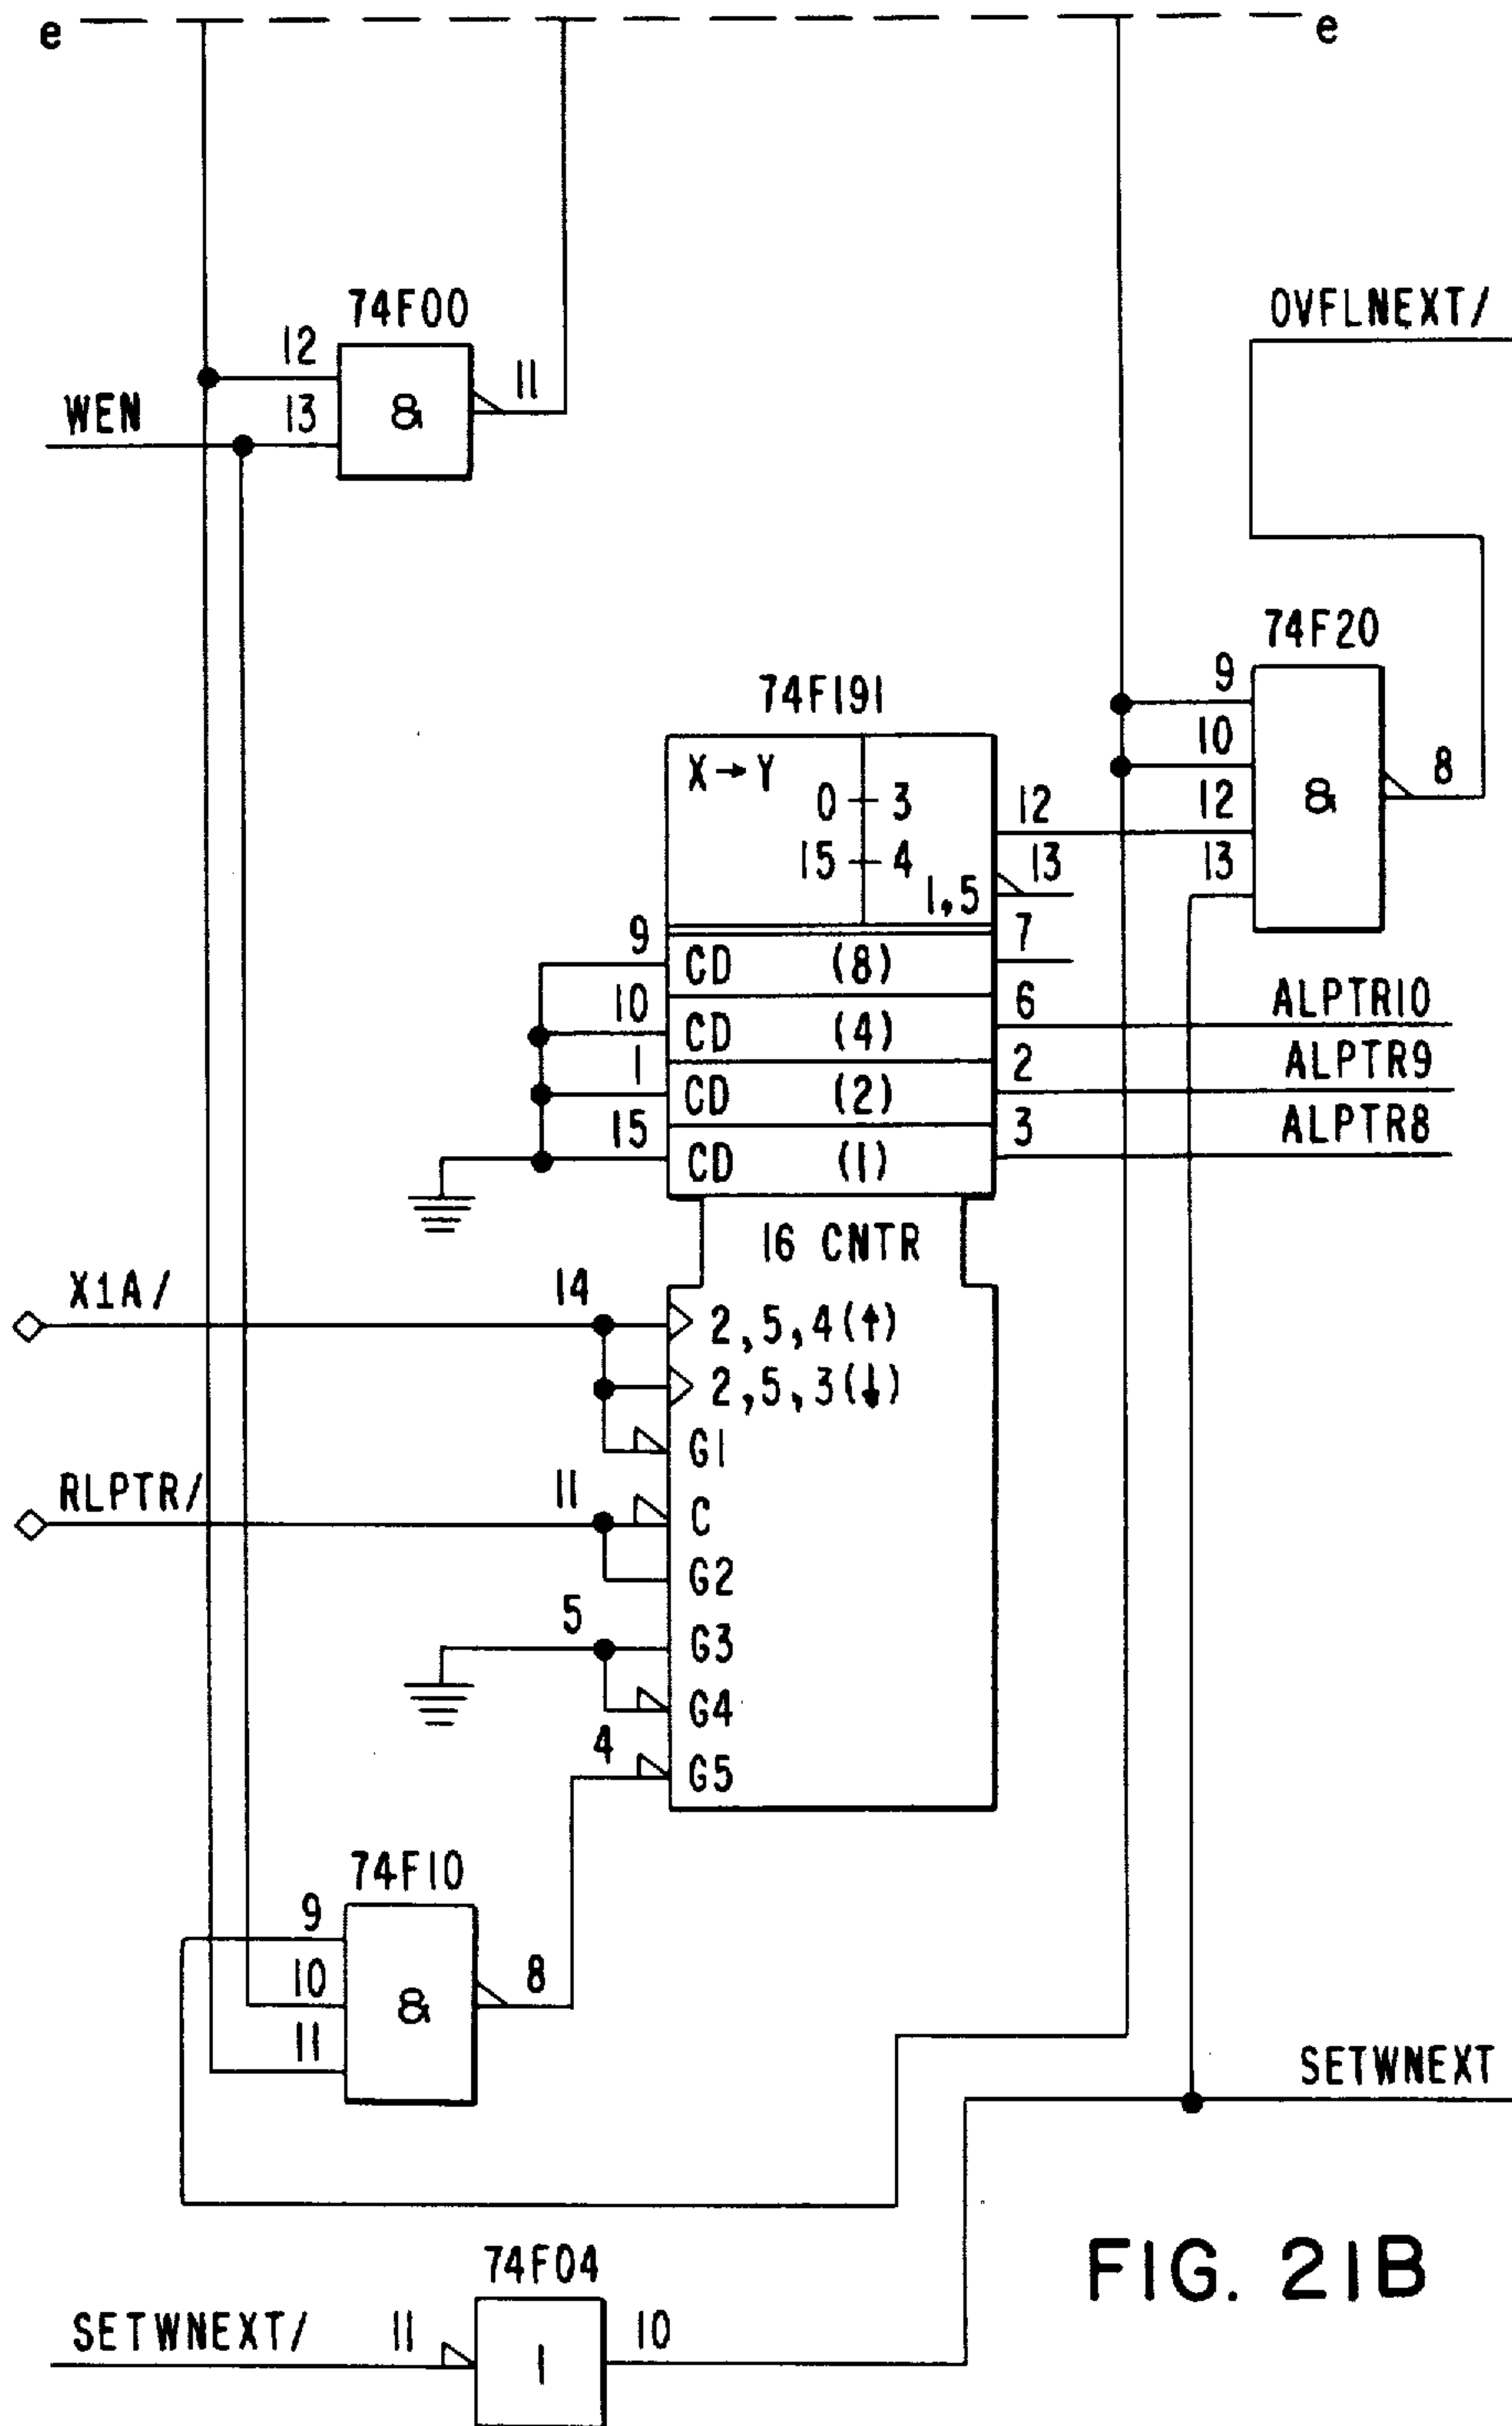 e e
74F00
12
11
13
WEN
&
OVFLNEXT/
74F20
9
10
12
13
&
8
74F191
X→Y
0 3
15 4
1,5
12
13
7
9
CD (8)
10
CD (4)
6
ALPTR10
1
CD (2)
2
ALPTR9
15
CD (1)
3
ALPTR8
16 CNTR
X1A/
14
2,5,4(↑)
2,5,3(↓)
G1
RLPTR/
11
C
G2
5
G3
G4
4
G5
74F10
9
10
11
&
8
SETWNEXT
74F04
SETWNEXT/
11
1
10
FIG. 21B